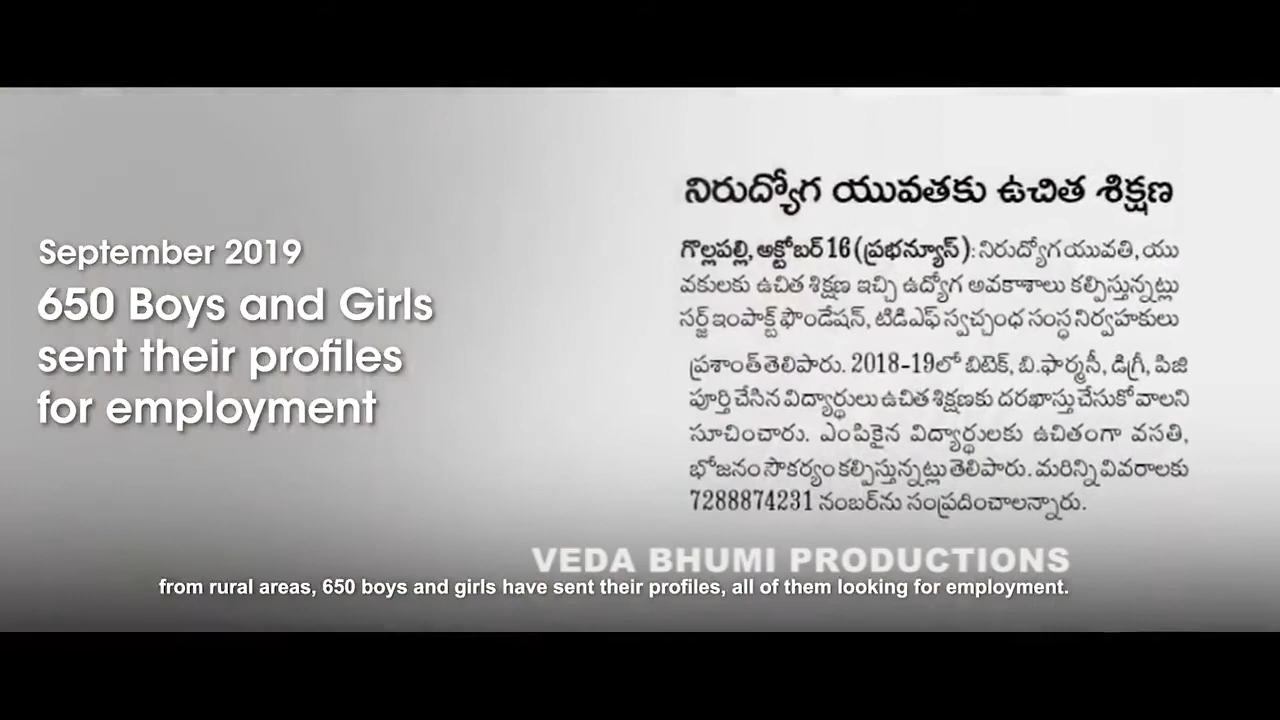 September 2019
650 Boys and Girls
sent their profiles
for employment
నిరుద్యోగ యువతకు ఉచిత శిక్షణ
గొల్లపల్లి, అక్టోబర్ 16 (ప్రభన్యూస్): నిరుద్యోగ యువతి, యు
వకులకు ఉచిత శిక్షణ ఇచ్చి ఉద్యోగ అవకాశాలు కల్పిస్తున్నట్లు
సర్జ్ ఇంపాక్ట్ ఫౌండేషన్, టిడిఎఫ్ స్వచ్చంధ సంస్థ నిర్వహకులు
ప్రశాంత్ తెలిపారు. 2018-19లో బిటెక్, బి.ఫార్మసీ, డిగ్రీ, పిజి
పూర్తి చేసిన విద్యార్థులు ఉచిత శిక్షణకు దరఖాస్తు చేసుకోవాలని
సూచించారు. ఎంపికైన విద్యార్థులకు ఉచితంగా వసతి,
భోజనం సౌకర్యం కల్పిస్తున్నట్లు తెలిపారు. మరిన్ని వివరాలకు
7288874231 నంబర్‌ను సంప్రదించాలన్నారు.
VEDA BHUMI PRODUCTIONS
from rural areas, 650 boys and girls have sent their profiles, all of them looking for employment.